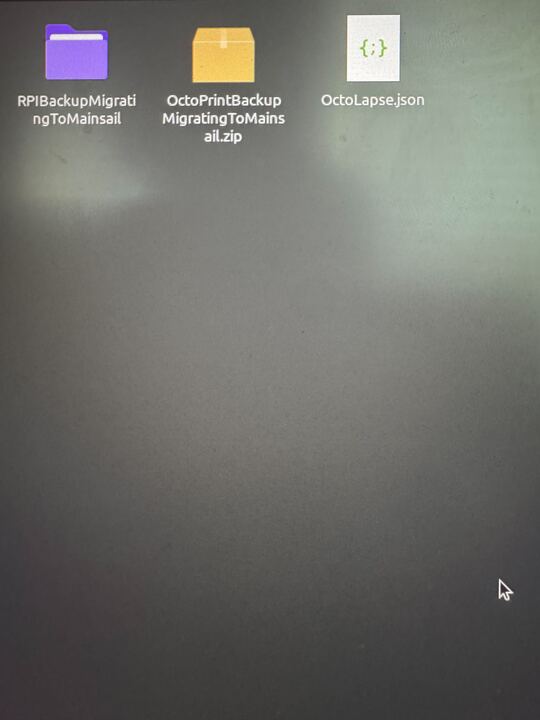 RPIBackupMigrati
ngToMainsail
OctoPrintBackup
MigratingToMains
ail.zip
{;}
OctoLapse.json